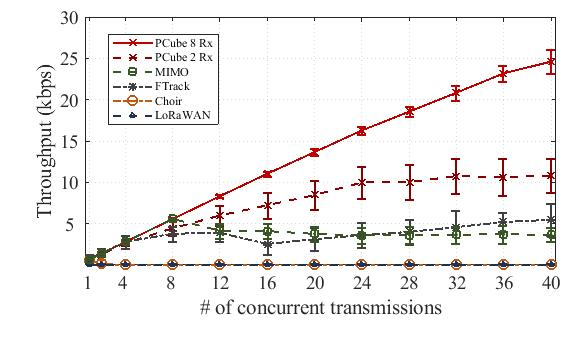 30
25
20
15
10
5
Throughput (kbps)
PCube 8 Rx
PCube 2 Rx
MIMO
FTrack
Choir
LoRaWAN
1 4 8 12 16 20 24 28 32 36 40
# of concurrent transmissions